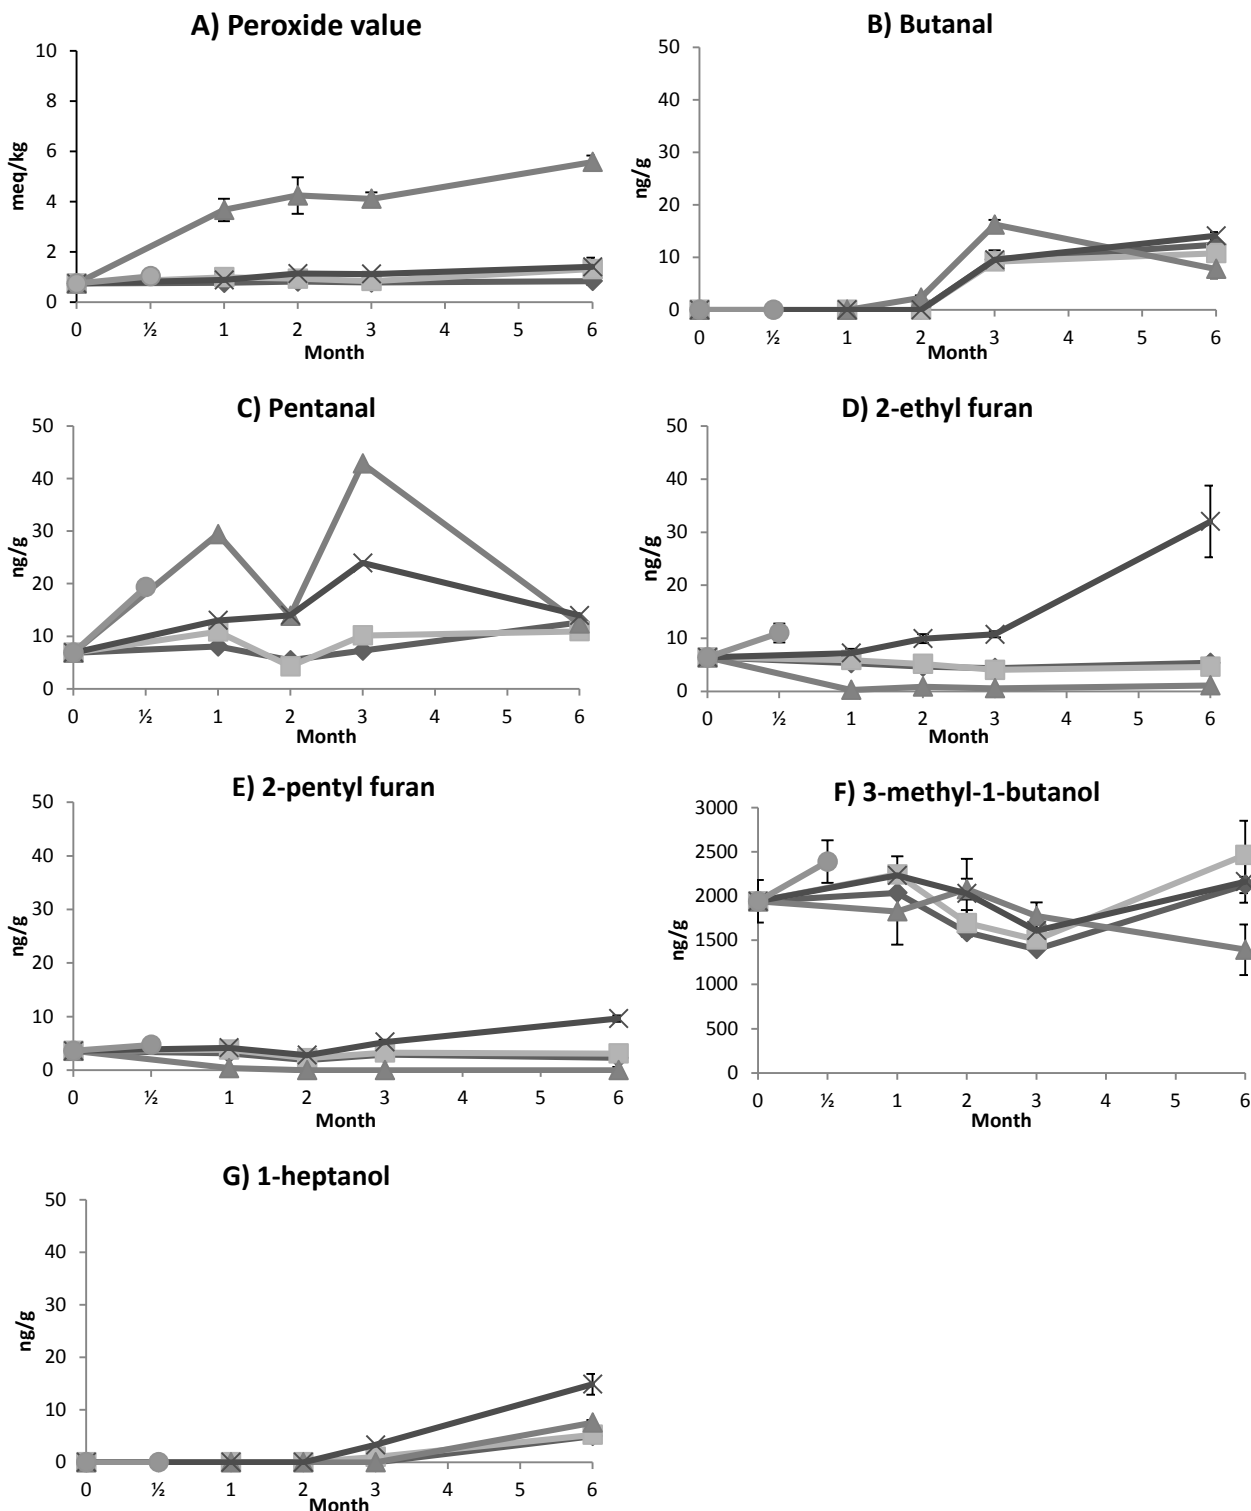 A) Peroxide value
10
8
6
4
2
0
meq/kg
0 ½ 1 2 3 4 5 6
Month
B) Butanal
50
40
30
20
10
0
ng/g
0 ½ 1 2 3 4 5 6
Month
C) Pentanal
50
40
30
20
10
0
ng/g
0 ½ 1 2 3 4 5 6
Month
D) 2-ethyl furan
50
40
30
20
10
0
ng/g
0 ½ 1 2 3 4 5 6
Month
E) 2-pentyl furan
50
40
30
20
10
0
ng/g
0 ½ 1 2 3 4 5 6
Month
F) 3-methyl-1-butanol
3000
2500
2000
1500
1000
500
0
ng/g
0 ½ 1 2 3 4 5 6
Month
G) 1-heptanol
50
40
30
20
10
0
ng/g
0 ½ 1 2 3 4 5 6
Month